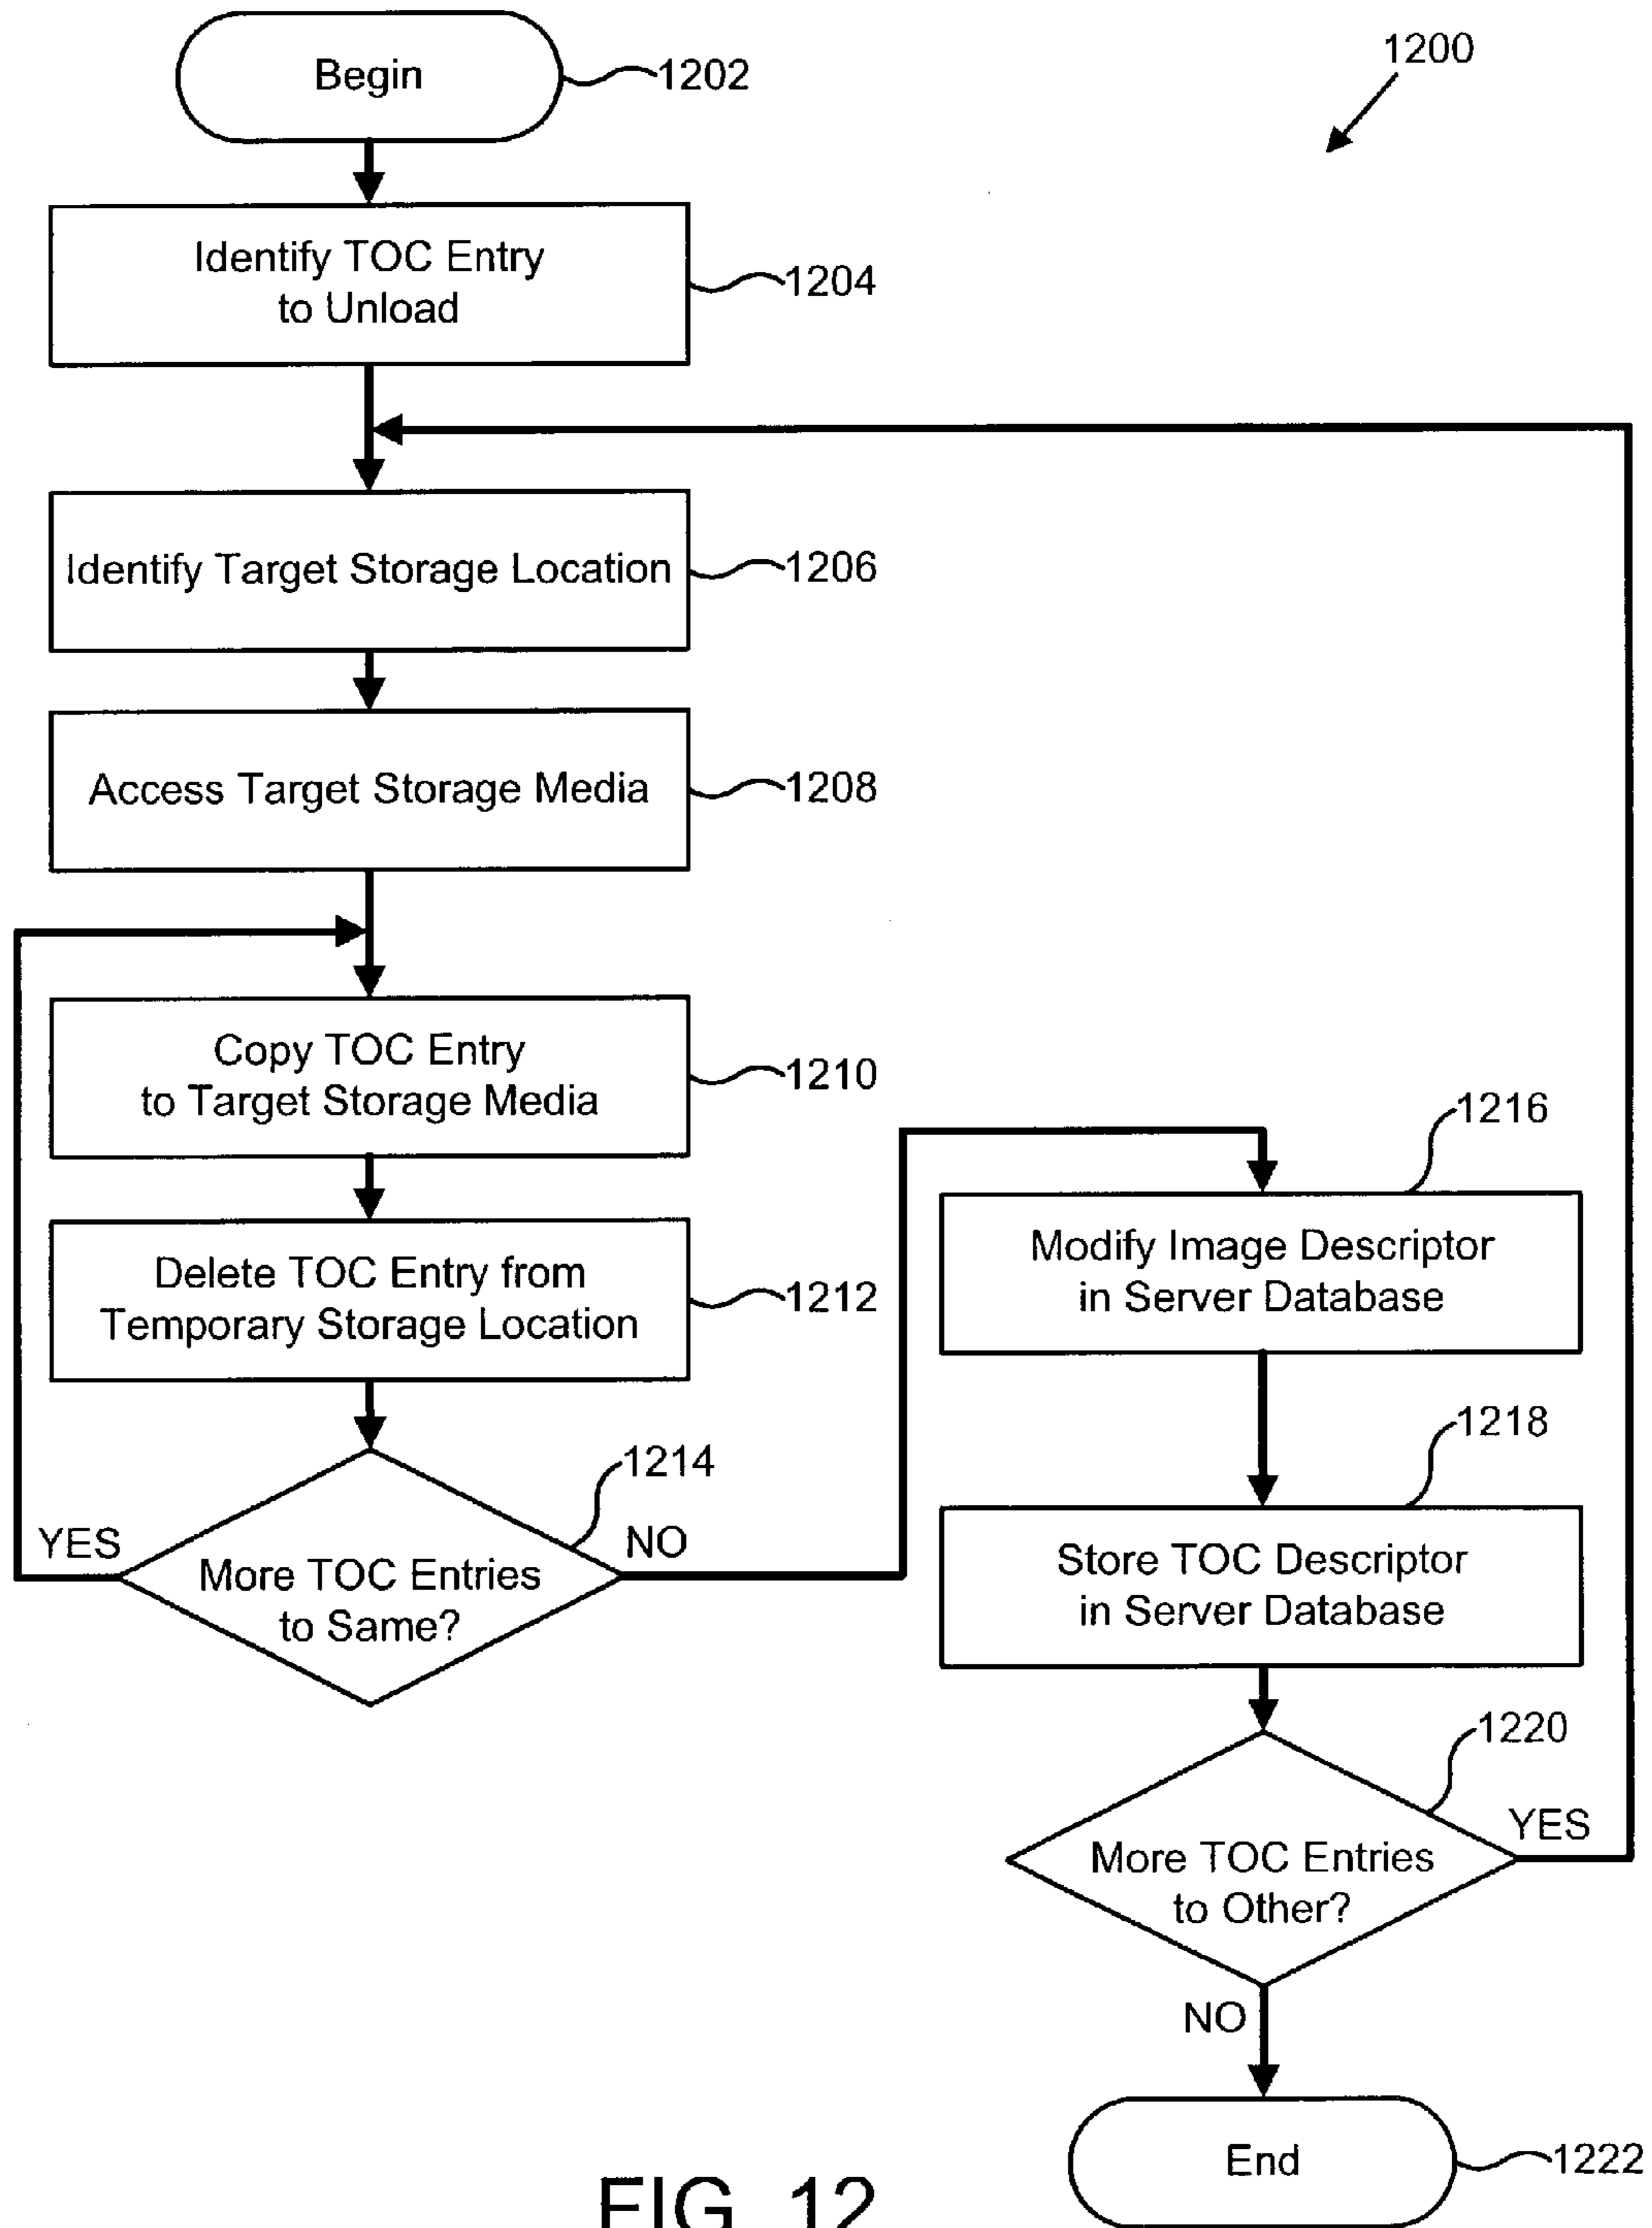 Begin
1202
1200
Identify TOC Entry
to Unload
1204
Identify Target Storage Location
1206
Access Target Storage Media
1208
Copy TOC Entry
to Target Storage Media
1210
Delete TOC Entry from
Temporary Storage Location
1212
1214
YES
NO
More TOC Entries
to Same?
1216
Modify Image Descriptor
in Server Database
1218
Store TOC Descriptor
in Server Database
1220
YES
More TOC Entries
to Other?
NO
End
1222
FIG. 12